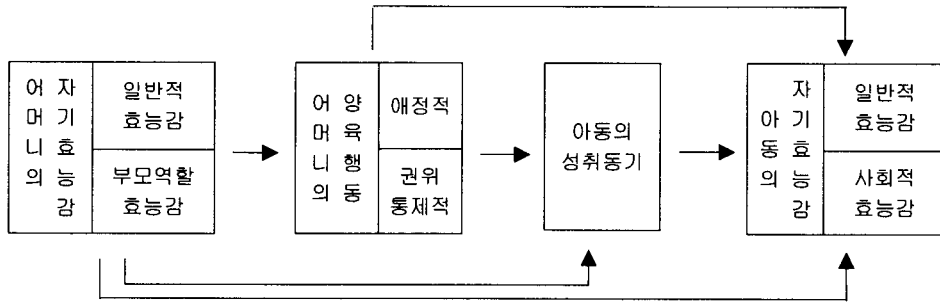 어머니의
자기효능감
일반적
효능감
부모역할
효능감
어머니의
양육행동
애정적
권위
통제적
아동의
성취동기
아동의
자기효능감
일반적
효능감
사회적
효능감